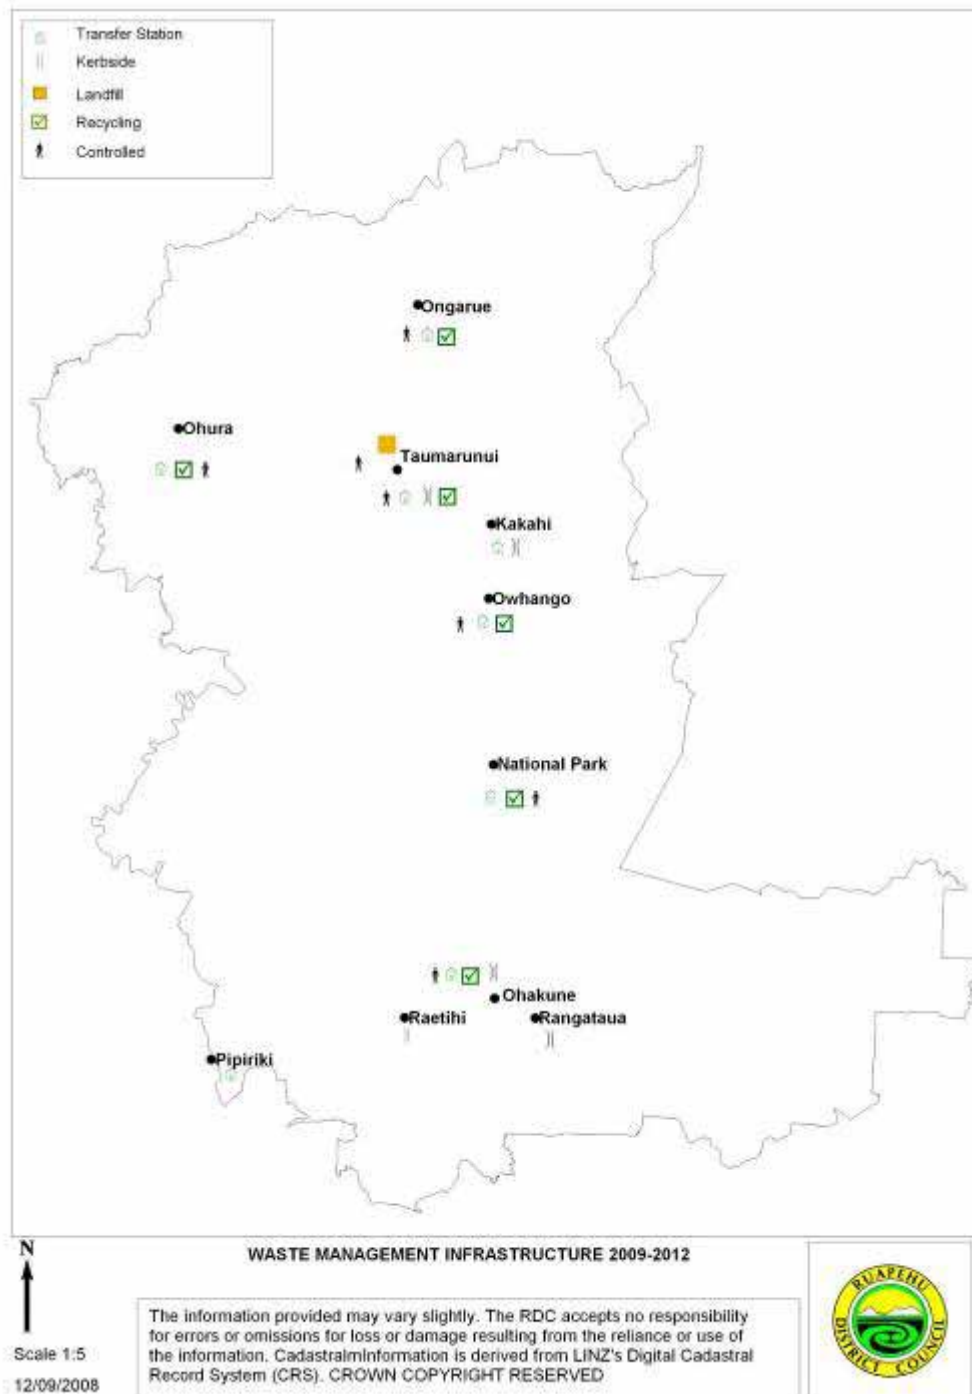 Transfer Station
Kerbside
Landfill
Recycling
Controlled
Ongarue
Ohura
Taumarunui
Kakahi
Owhango
National Park
Ohakune
Raetihi
Rangataua
Pipiriki
N
WASTE MANAGEMENT INFRASTRUCTURE 2009-2012
The information provided may vary slightly. The RDC accepts no responsibility
for errors or omissions for loss or damage resulting from the reliance or use of
the information. CadastralmInformation is derived from LINZ's Digital Cadastral
Record System (CRS). CROWN COPYRIGHT RESERVED
Scale 1:5
12/09/2008
RUAPEHU
DISTRICT COUNCIL